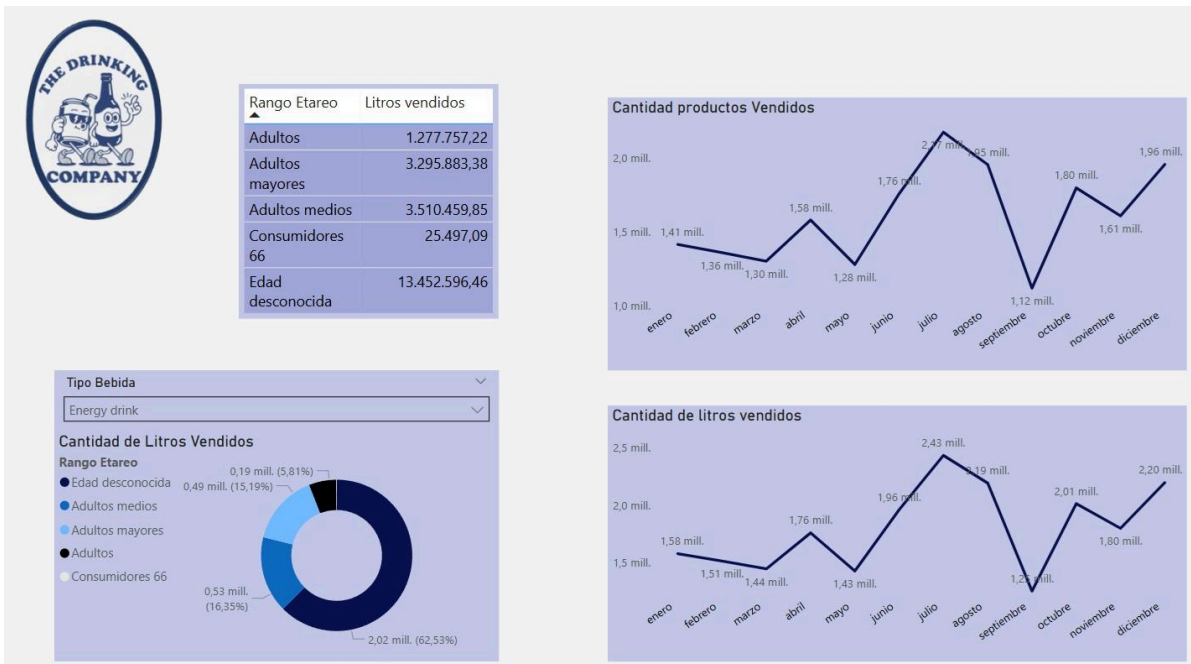 THE DRINKING
COMPANY
Rango Etareo Litros vendidos
Adultos 1.277.757,22
Adultos 3.295.883,38
mayores
Adultos medios 3.510.459,85
Consumidores 25.497,09
66
Edad 13.452.596,46
desconocida
Tipo Bebida
Energy drink
Cantidad de Litros Vendidos
Rango Etareo
Edad desconocida
Adultos medios
Adultos mayores
Adultos
Consumidores 66
0,19 mill. (5,81%)
0,49 mill. (15,19%)
0,53 mill.
(16,35%)
2,02 mill. (62,53%)
Cantidad productos Vendidos
2,0 mill.
1,5 mill.
1,0 mill.
1,41 mill.
1,36 mill.
1,30 mill.
1,58 mill.
1,28 mill.
1,76 mill.
2,17 mill.
1,95 mill.
1,12 mill.
1,80 mill.
1,61 mill.
1,96 mill.
enero
febrero
marzo
abril
mayo
junio
julio
agosto
septiembre
octubre
noviembre
diciembre
Cantidad de litros vendidos
2,5 mill.
2,0 mill.
1,5 mill.
1,58 mill.
1,51 mill.
1,44 mill.
1,76 mill.
1,43 mill.
1,96 mill.
2,43 mill.
2,19 mill.
2,01 mill.
1,80 mill.
2,20 mill.
enero
febrero
marzo
abril
mayo
junio
julio
agosto
septiembre
octubre
noviembre
diciembre